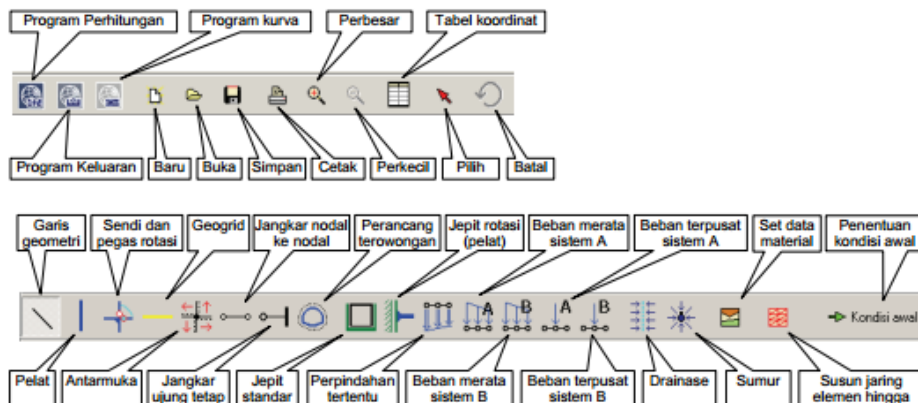 Program Perhitungan
Program kurva
Perbesar
Tabel koordinat
Program Keluaran
Baru
Buka
Simpan
Cetak
Perkecil
Pilih
Batal
Garis
geometri
Sendi dan
pegas rotasi
Geogrid
Jangkar nodal
ke nodal
Perancang
terowongan
Jepit rotasi
(pelat)
Beban merata
sistem A
Beban terpusat
sistem A
Set data
material
Penentuan
kondisi awal
A
B
A
B
Kondisi awal
Pelat
Antarmuka
Jangkar
ujung tetap
Jepit
standar
Perpindahan
tertentu
Beban merata
sistem B
Beban terpusat
sistem B
Drainase
Sumur
Susun jaring
elemen hingga